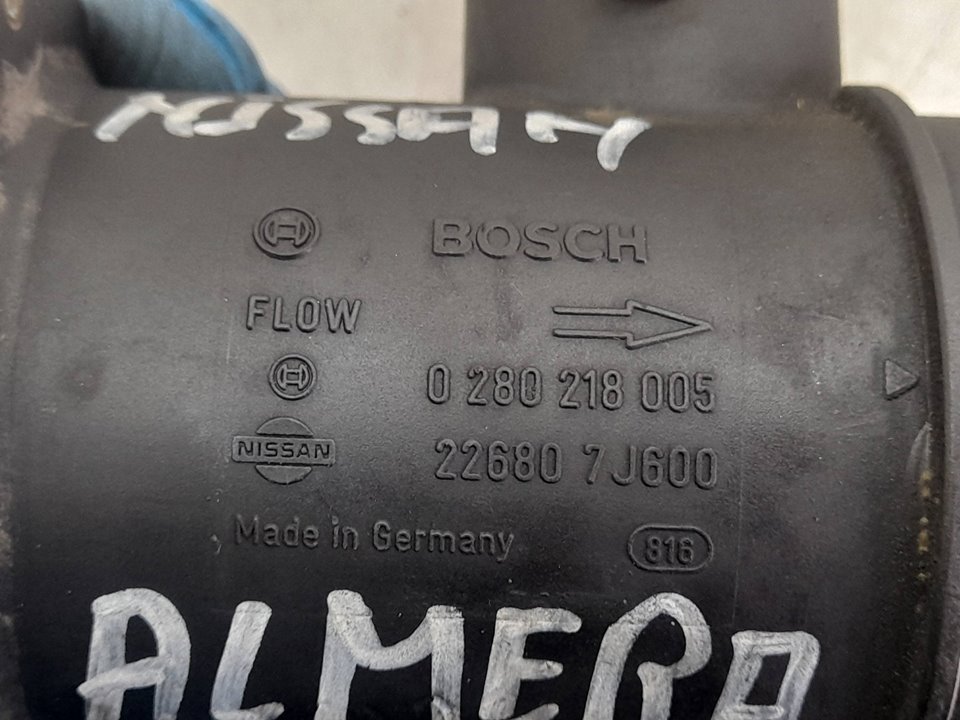 NISSAN
BOSCH
FLOW
0 280 218 005
NISSAN 22680 7J600
Made in Germany 816
ALMERA